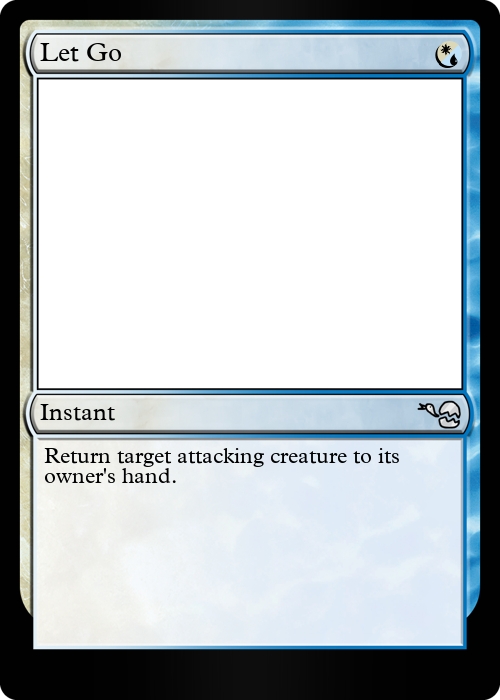 Let Go
Instant
Return target attacking creature to its
owner's hand.